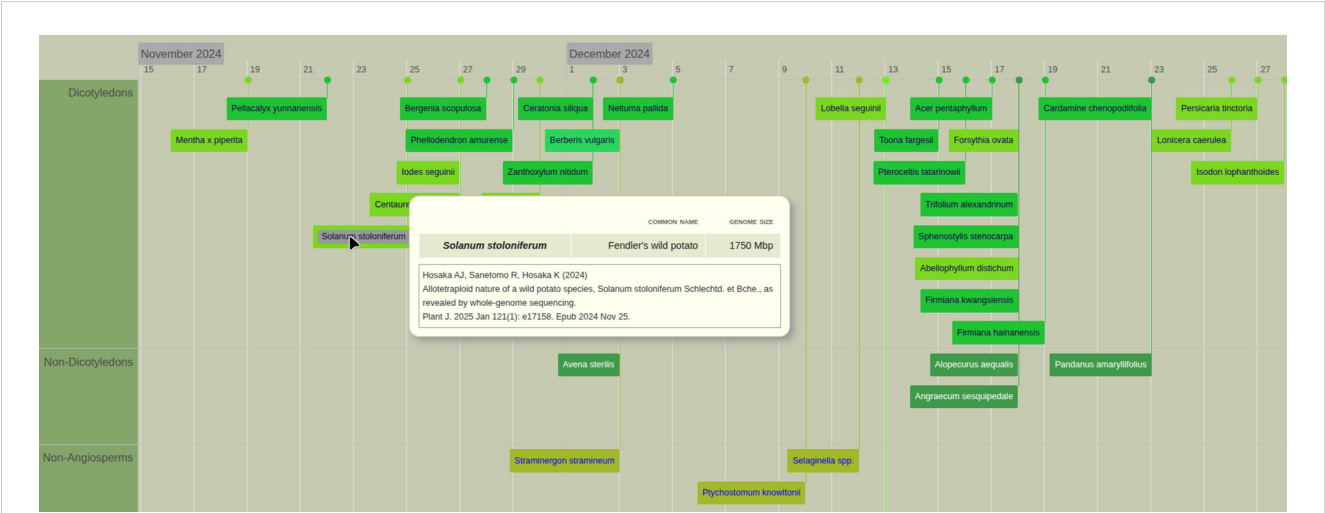 November 2024 December 2024
15 17 19 21 23 25 27 29 1 3 5 7 9 11 13 15 17 19 21 23 25 27
Dicotyledons
Pellacalyx yunnanensis Bergenia scopulosa Ceratonia siliqua Neltuma pallida Lobelia seguinii Acer pentaphyllum Cardamine chenopodiifolia Persicaria tinctoria
Mentha x piperita Phellodendron amurense Berberis vulgaris Toona fargesii Forsythia ovata Lonicera caerulea
Iodes seguinii Zanthoxylum nitidum Pteroceltis tatarinowii Isodon lophanthoides
Centaure Trifolium alexandrinum
Solanum stoloniferum Sphenostylis stenocarpa
COMMON NAME GENOME SIZE
Solanum stoloniferum Fendler's wild potato 1750 Mbp
Hosaka AJ, Sanetomo R, Hosaka K (2024)
Allotetraploid nature of a wild potato species, Solanum stoloniferum Schlechtd. et Bche., as
revealed by whole-genome sequencing.
Plant J. 2025 Jan 121(1): e17158. Epub 2024 Nov 25.
Abeliophyllum distichum
Firmiana kwangsiensis
Firmiana hainanensis
Non-Dicotyledons
Avena sterilis Alopecurus aequalis Pandanus amaryllifolius
Angraecum sesquipedale
Non-Angiosperms
Straminergon stramineum Selaginella spp.
Ptychostomum knowltonii